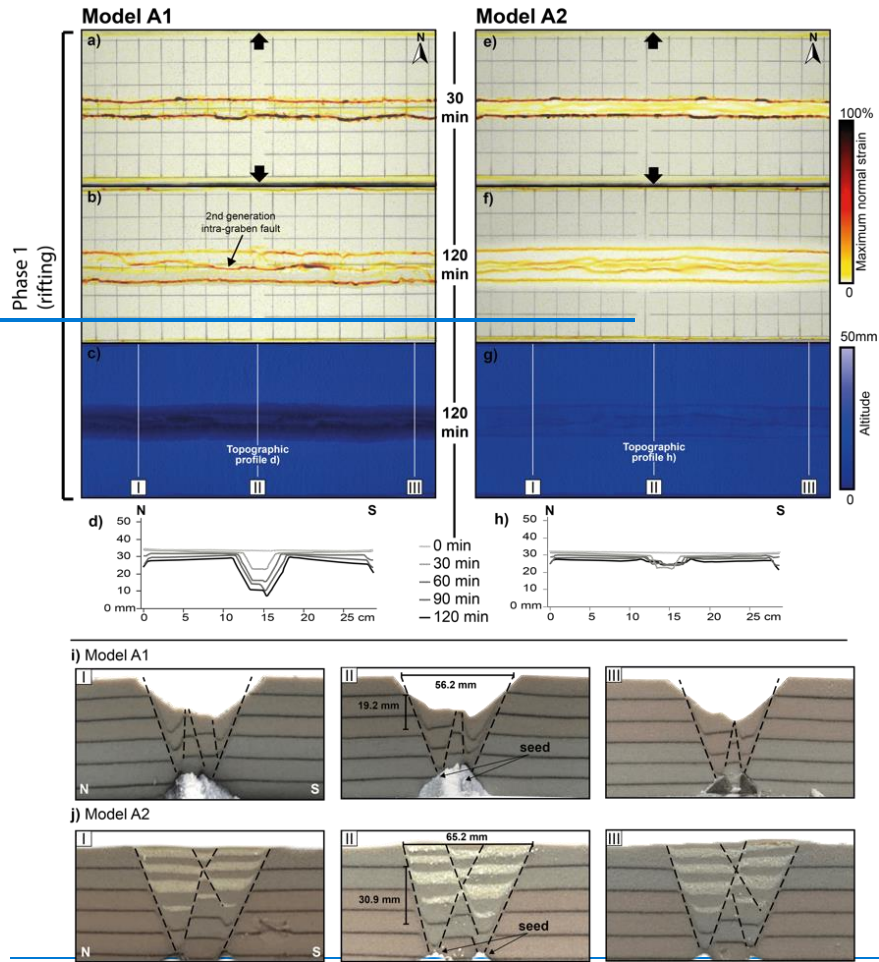 Model A1
Model A2
a)
N
30
min
e)
N
100%
Maximum normal strain
0
Phase 1
(rifting)
b)
2nd generation
intra-graben fault
120
min
f)
c)
Topographic
profile d)
I
II
III
120
min
g)
Topographic
profile h)
I
II
III
50mm
Altitude
0
d)
N
S
50
40
30
20
10
0 mm
0
5
10
15
20
25 cm
0 min
30 min
60 min
90 min
120 min
h)
N
S
50
40
30
20
10
0 mm
0
5
10
15
20
25 cm
i) Model A1
I
N
S
II
56.2 mm
19.2 mm
seed
III
j) Model A2
I
N
S
II
65.2 mm
30.9 mm
seed
III